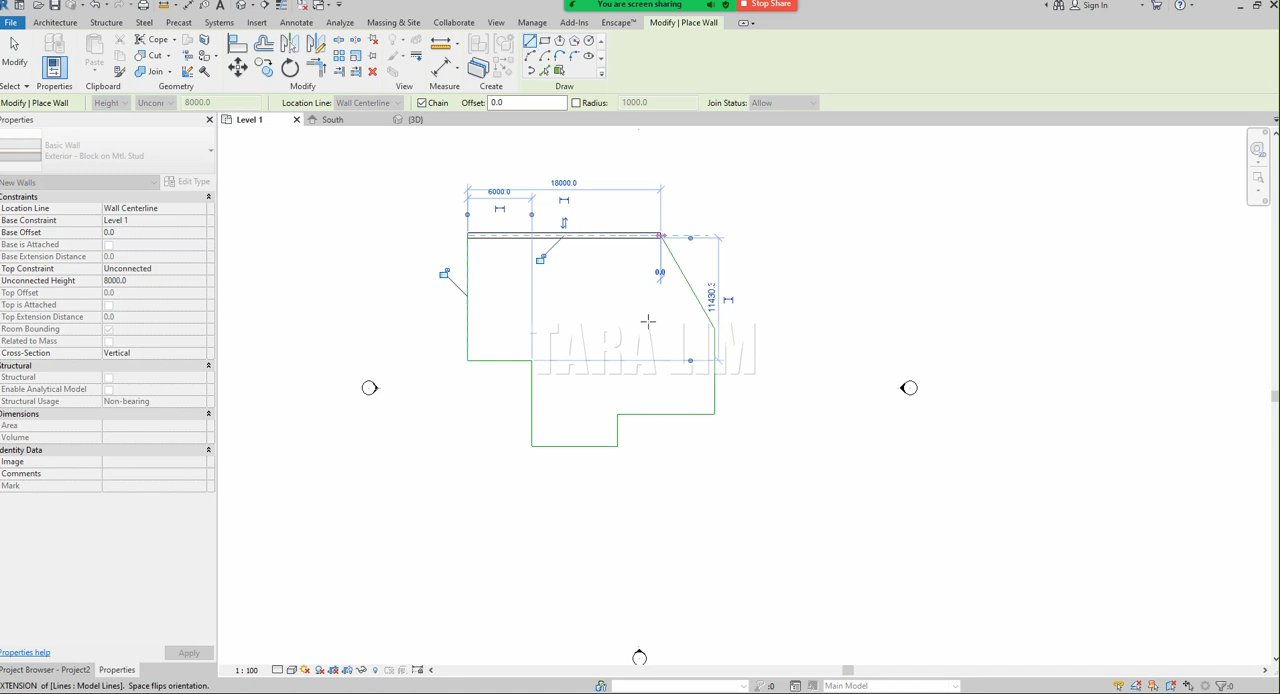 You are screen sharing
Stop Share
Architecture Structure Steel Precast Systems Insert Annotate Analyze Massing & Site Collaborate View Manage Add-Ins Enscape™ Modify | Place Wall
Sign In
File
Modify
Properties
Paste
Cope
Cut
Join
Select
Properties
Clipboard
Geometry
Modify
View
Measure
Create
Draw
Modify | Place Wall
Height
Unconi
8000.0
Location Line:
Wall Centerline
Chain
Offset:
0.0
Radius:
1000.0
Join Status:
Allow
Properties
Level 1
South
{3D}
Basic Wall
Exterior - Block on Mtl. Stud
New Walls
Edit Type
Constraints
Location Line Wall Centerline
Base Constraint Level 1
Base Offset 0.0
Base is Attached
Base Extension Distance 0.0
Top Constraint Unconnected
Unconnected Height 8000.0
Top Offset 0.0
Top is Attached
Top Extension Distance 0.0
Room Bounding
Related to Mass
Cross-Section Vertical
Structural
Structural
Enable Analytical Model
Structural Usage Non-bearing
Dimensions
Area
Volume
Identity Data
Image
Comments
Mark
18000.0
6000.0
0.0
TARA LIM
Properties help
Apply
Project Browser - Project2
Properties
1 : 100
EXTENSION of [Lines : Model Lines]. Space flips orientation.
:0
Main Model
:0